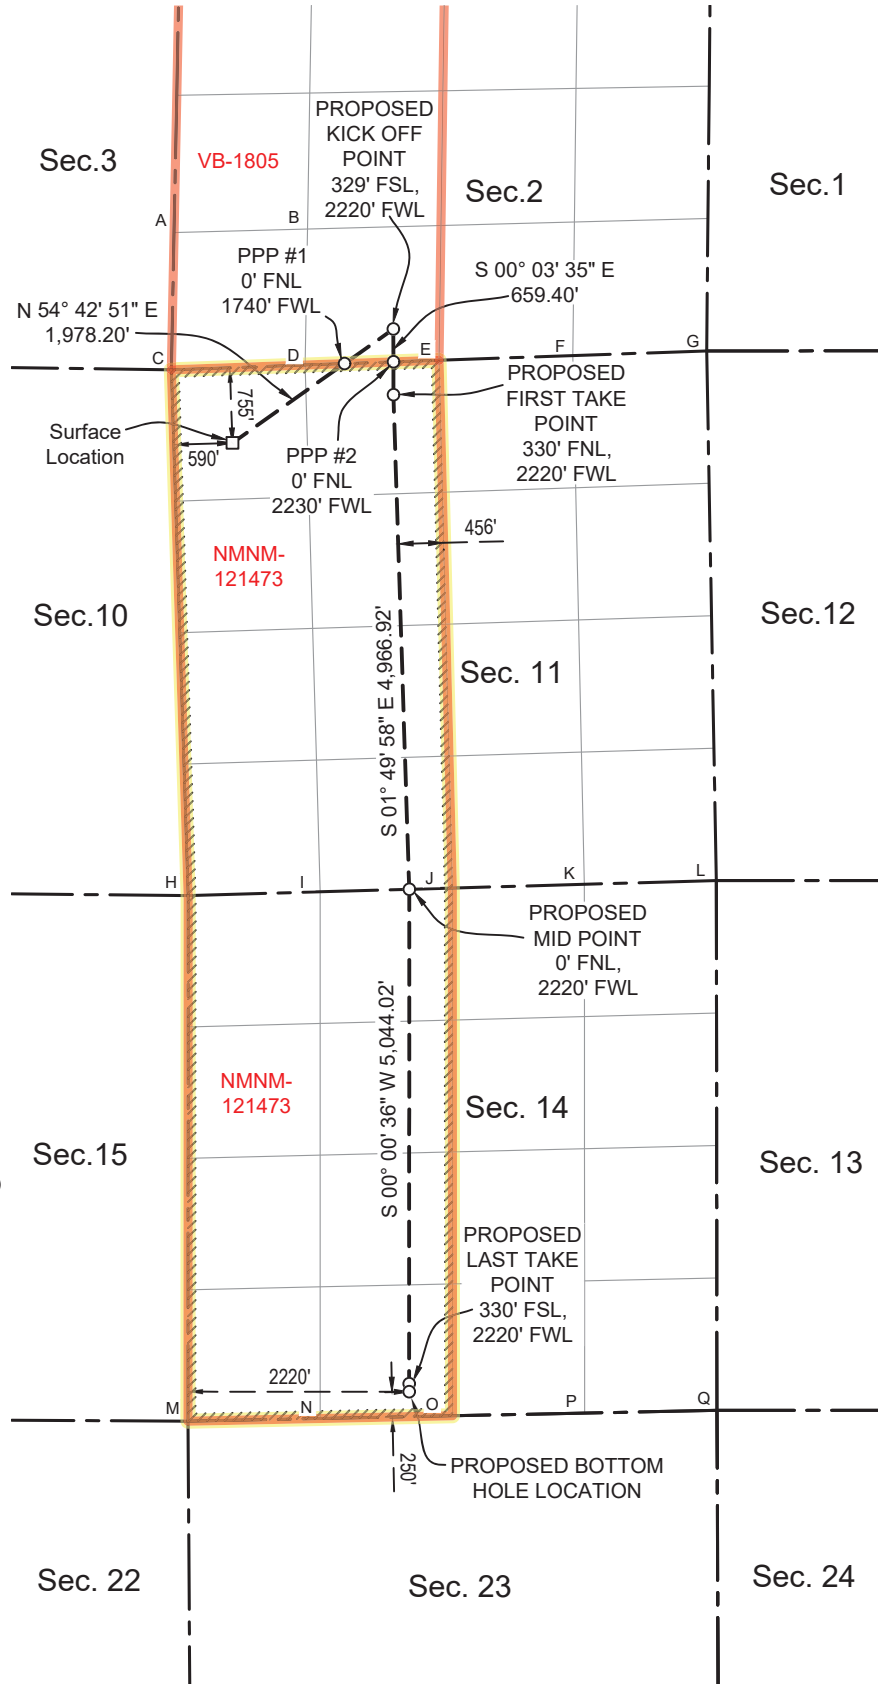 PROPOSED
KICK OFF
POINT
329' FSL,
2220' FWL
Sec.3
VB-1805
Sec.2
Sec.1
A
B
PPP #1
0' FNL
1740' FWL
S 00° 03' 35" E
659.40'
N 54° 42' 51" E
1,978.20'
C
D
E
F
G
PROPOSED
FIRST TAKE
POINT
330' FNL,
2220' FWL
755'
Surface
Location
590'
PPP #2
0' FNL
2230' FWL
456'
NMNM-
121473
Sec.10
Sec.12
Sec. 11
S 01° 49' 58" E 4,966.92'
H
I
J
K
L
PROPOSED
MID POINT
0' FNL,
2220' FWL
S 00° 00' 36" W 5,044.02'
NMNM-
121473
Sec. 14
Sec.15
Sec. 13
PROPOSED
LAST TAKE
POINT
330' FSL,
2220' FWL
2220'
M
N
O
P
Q
250'
PROPOSED BOTTOM
HOLE LOCATION
Sec. 22
Sec. 23
Sec. 24